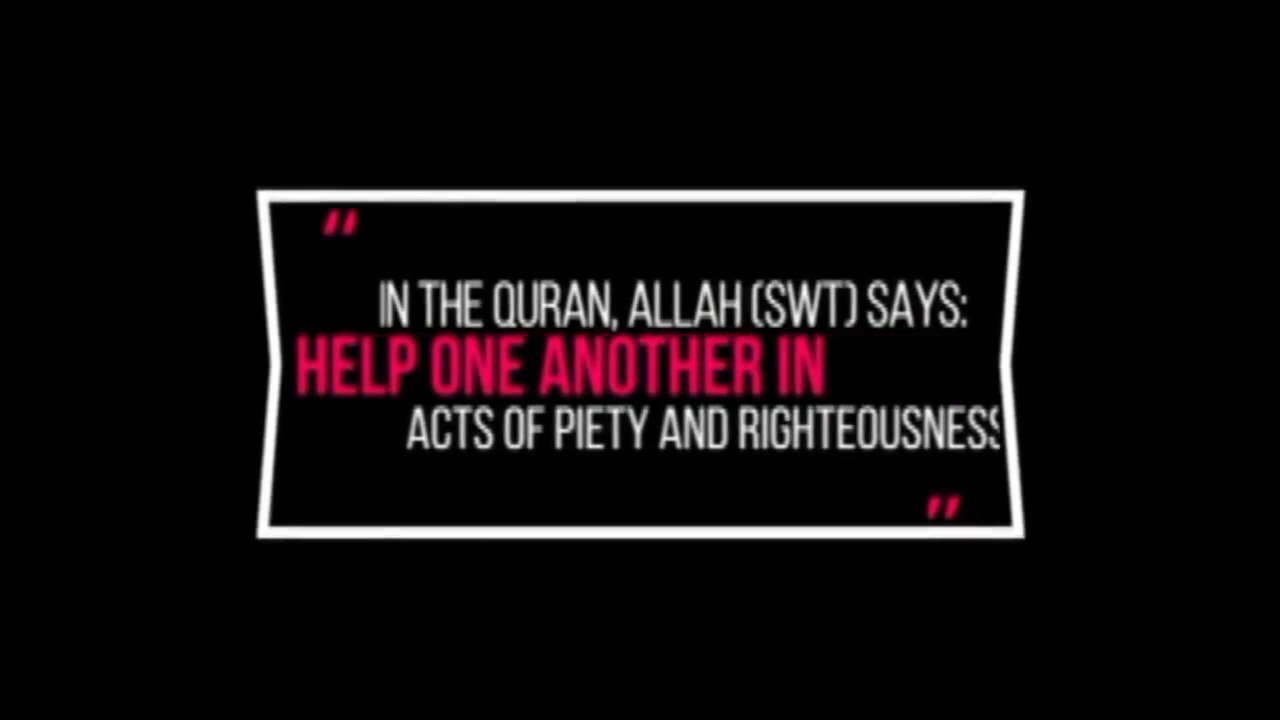 "
IN THE QURAN, ALLAH (SWT) SAYS:
HELP ONE ANOTHER IN
ACTS OF PIETY AND RIGHTEOUSNESS
"